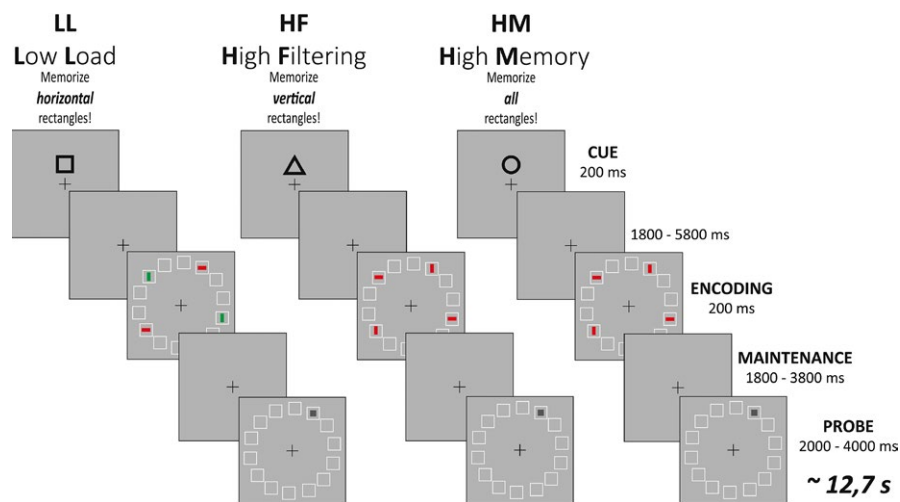 LL
Low Load
Memorize
horizontal
rectangles!
HF
High Filtering
Memorize
vertical
rectangles!
HM
High Memory
Memorize
all
rectangles!
CUE
200 ms
1800 - 5800 ms
ENCODING
200 ms
MAINTENANCE
1800 - 3800 ms
PROBE
2000 - 4000 ms
~ 12,7 s